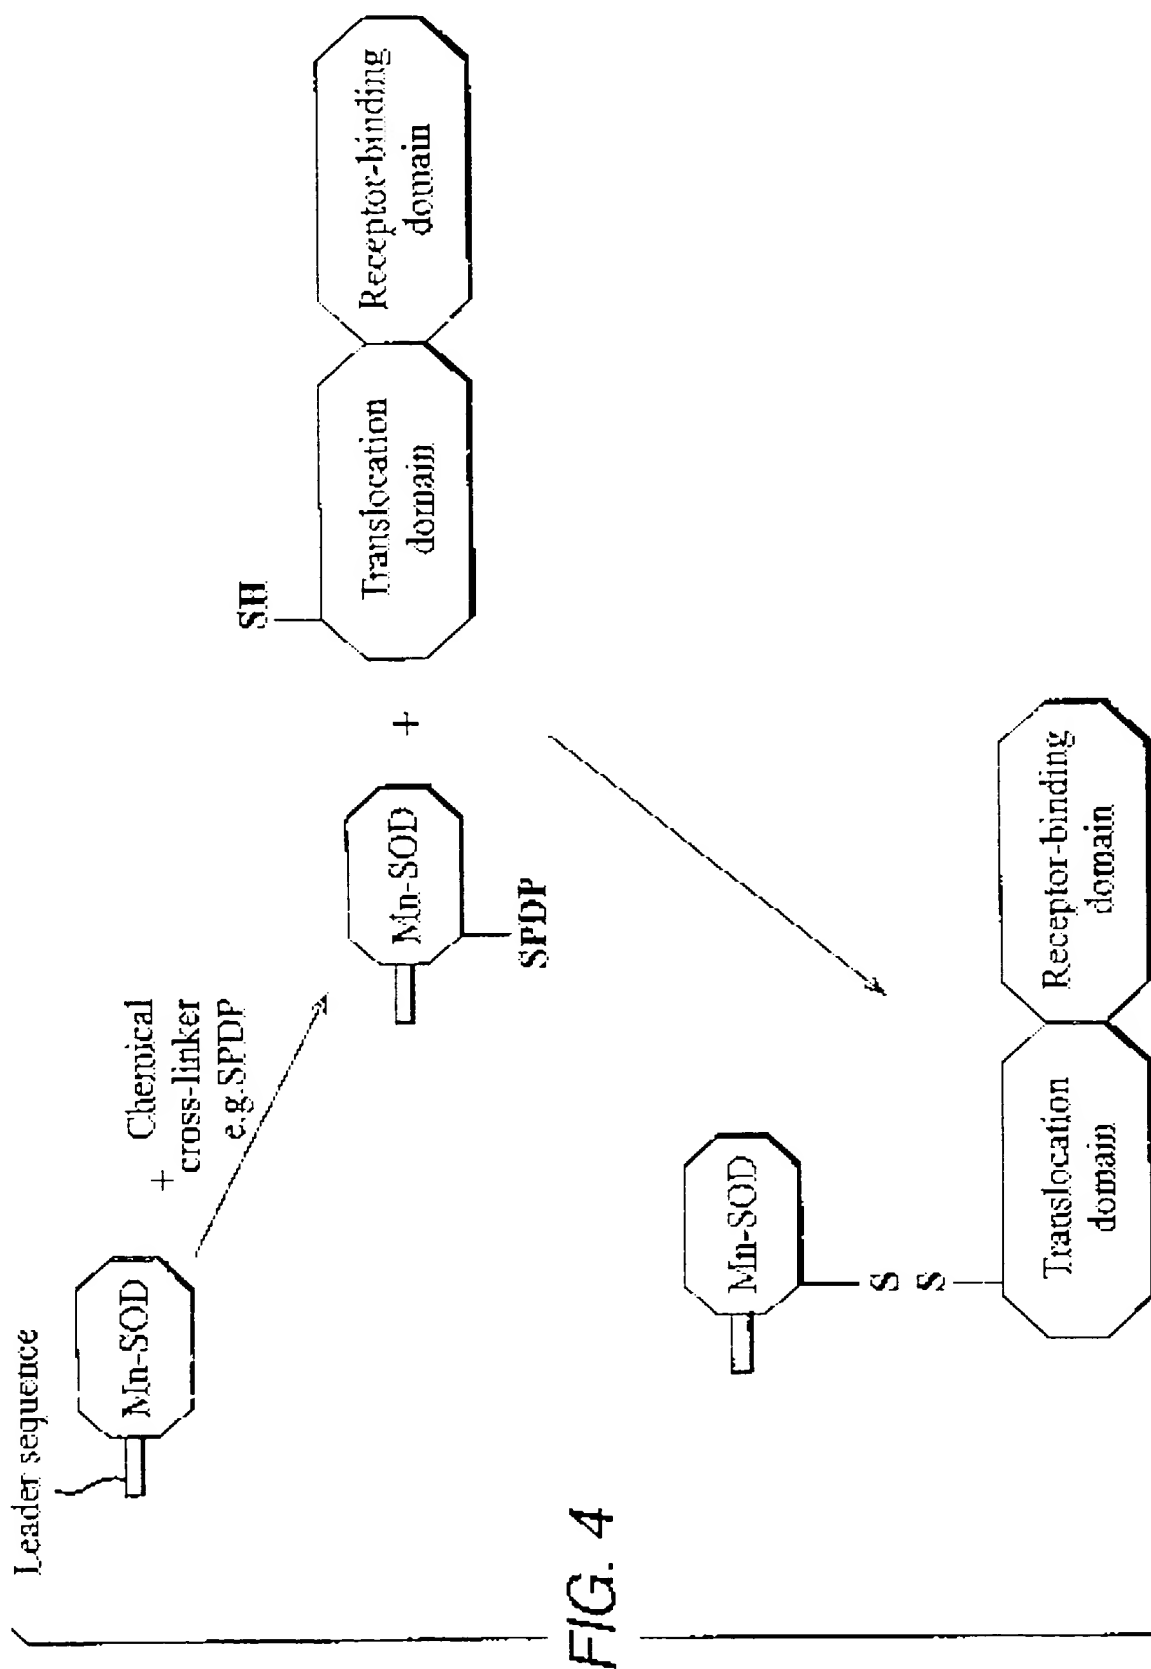 Leader sequence
Mn-SOD
+
Chemical
cross-linker
e.g.SPDP
Mn-SOD
SPDP
+
SH
Translocation
domain
Receptor-binding
domain
Mn-SOD
S
S
Translocation
domain
Receptor-binding
domain
FIG. 4